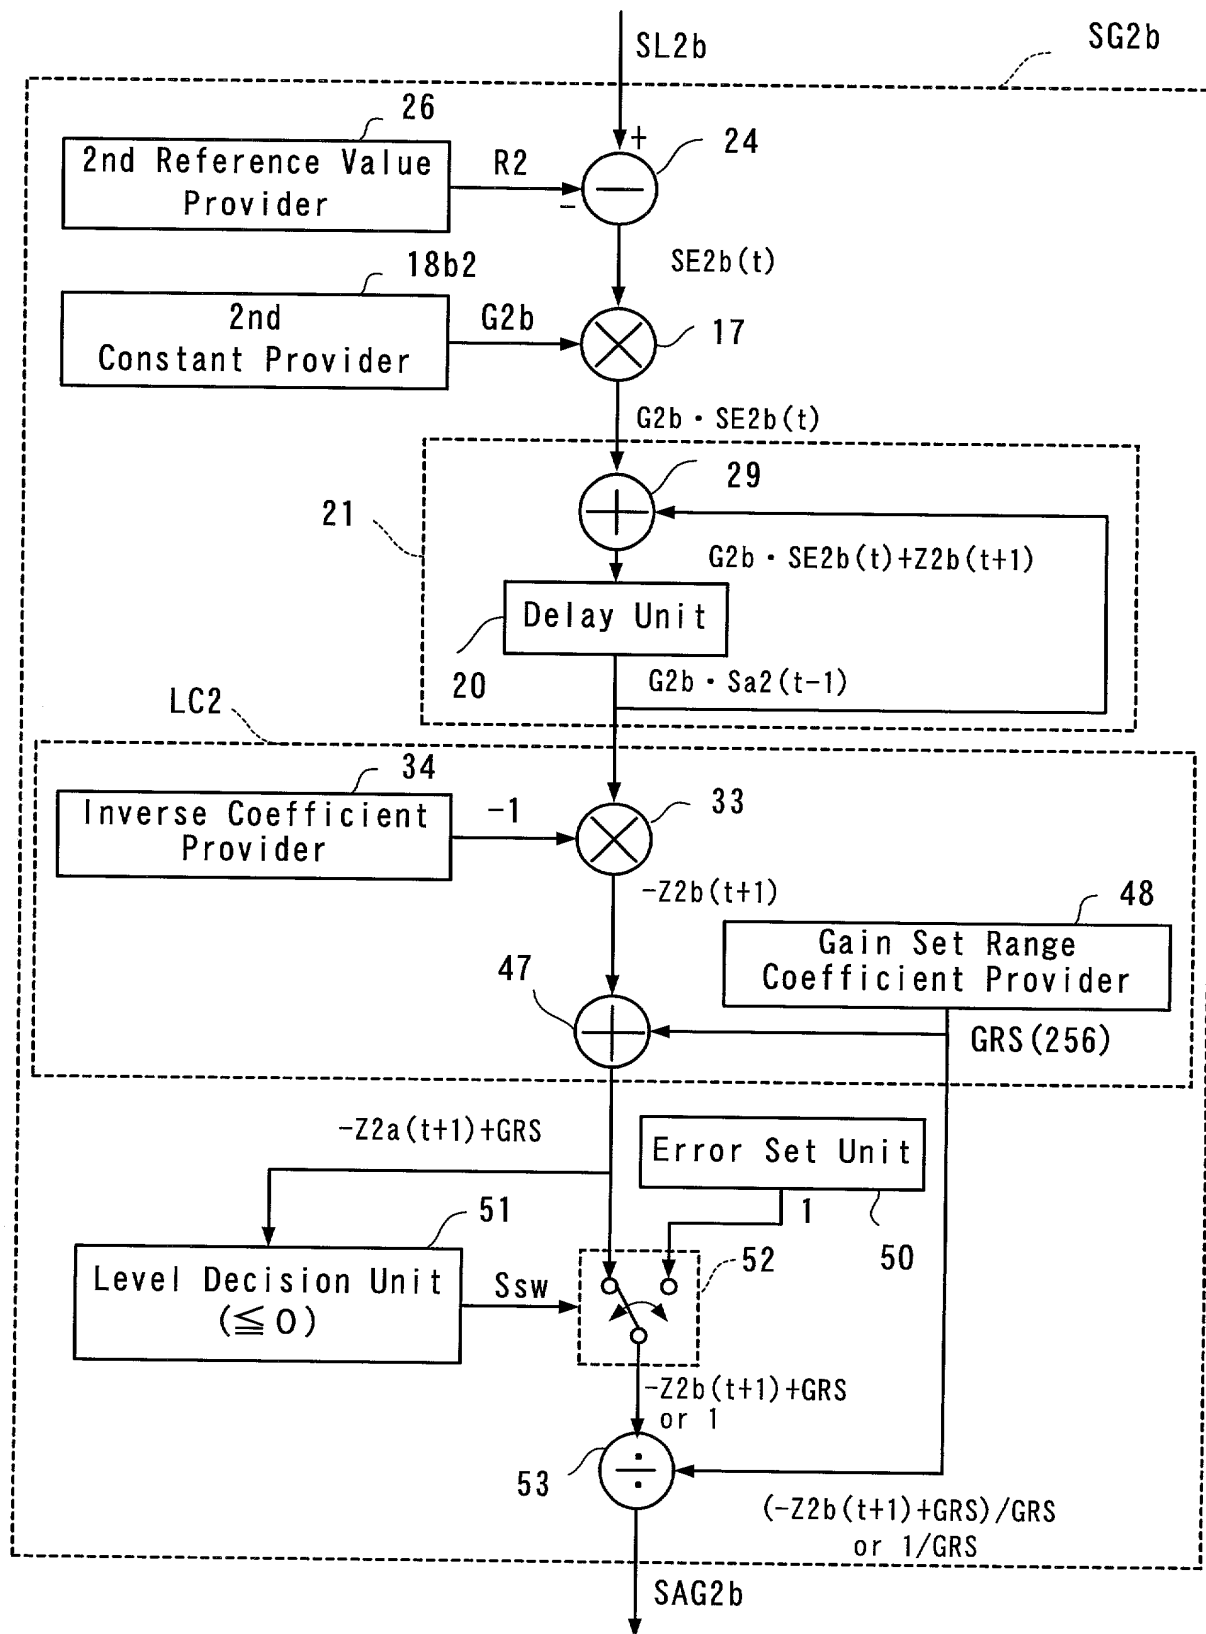 SL2b
SG2b
26
2nd Reference Value
Provider
R2
+
-
24
SE2b(t)
18b2
2nd
Constant Provider
G2b
17
G2b・SE2b(t)
21
29
G2b・SE2b(t)+Z2b(t+1)
Delay Unit
20
G2b・Sa2(t-1)
LC2
34
Inverse Coefficient
Provider
-1
33
-Z2b(t+1)
48
Gain Set Range
Coefficient Provider
47
GRS(256)
-Z2a(t+1)+GRS
Error Set Unit
1
50
51
Level Decision Unit
(≦0)
Ssw
52
-Z2b(t+1)+GRS
or 1
53
(-Z2b(t+1)+GRS)/GRS
or 1/GRS
SAG2b